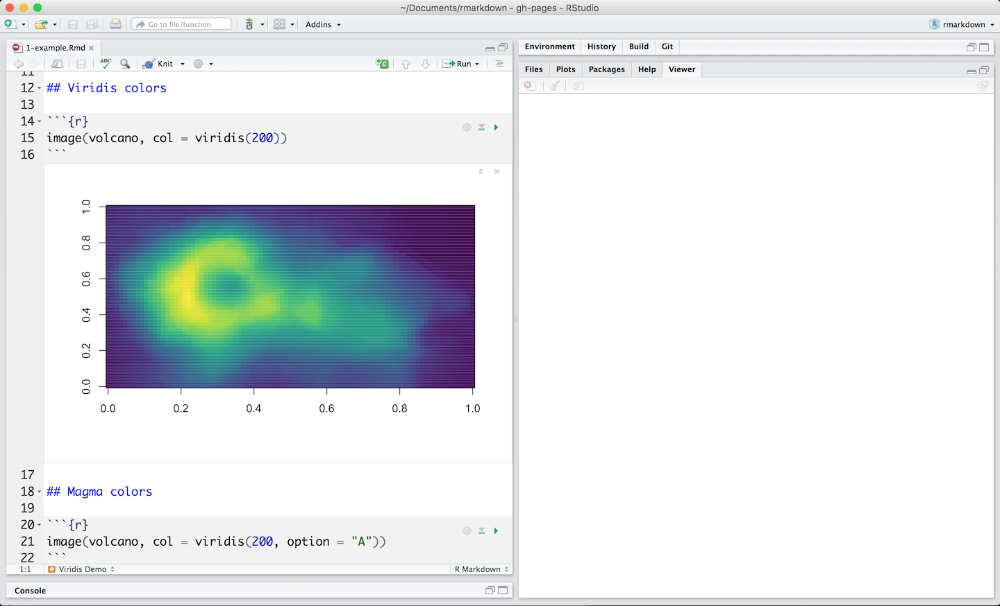 ~/Documents/rmarkdown - gh-pages - RStudio
Go to file/function
Addins
rmarkdown
1-example.Rmd
ABC
Knit
Run
11
12 ## Viridis colors
13
14 ```{r}
15 image(volcano, col = viridis(200))
16 ```
1.0
0.8
0.6
0.4
0.2
0.0
0.0 0.2 0.4 0.6 0.8 1.0
17
18 ## Magma colors
19
20 ```{r}
21 image(volcano, col = viridis(200, option = "A"))
22 ```
1:1 # Viridis Demo R Markdown
Console
Environment History Build Git
Files Plots Packages Help Viewer